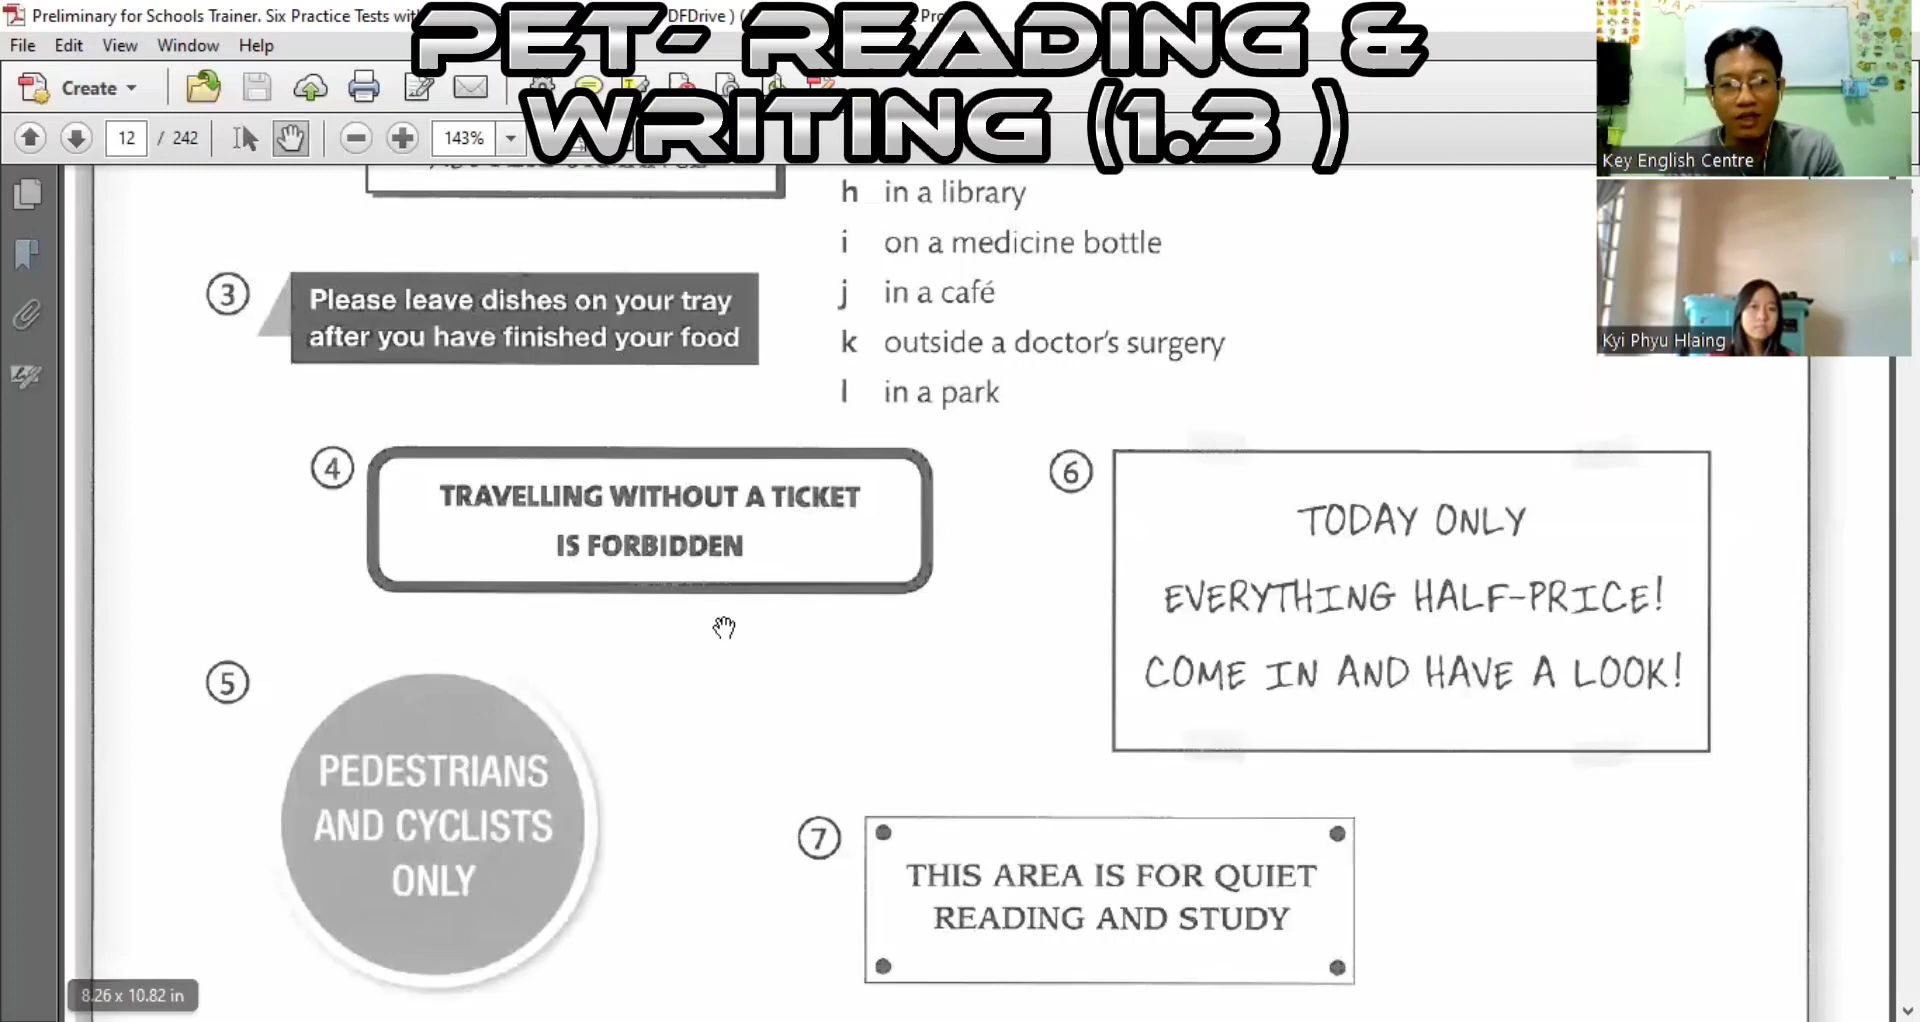 Preliminary for Schools Trainer. Six Practice Tests with
DFDrive ) (
Pro
PET- READING &
WRITING (1.3 )
File Edit View Window Help
Create
12 / 242
143%
Key English Centre
Kyi Phyu Hlaing
h in a library
i on a medicine bottle
j in a café
k outside a doctor's surgery
l in a park
3
Please leave dishes on your tray
after you have finished your food
4
TRAVELLING WITHOUT A TICKET
IS FORBIDDEN
6
TODAY ONLY
EVERYTHING HALF-PRICE!
COME IN AND HAVE A LOOK!
5
PEDESTRIANS
AND CYCLISTS
ONLY
7
THIS AREA IS FOR QUIET
READING AND STUDY
8.26 x 10.82 in